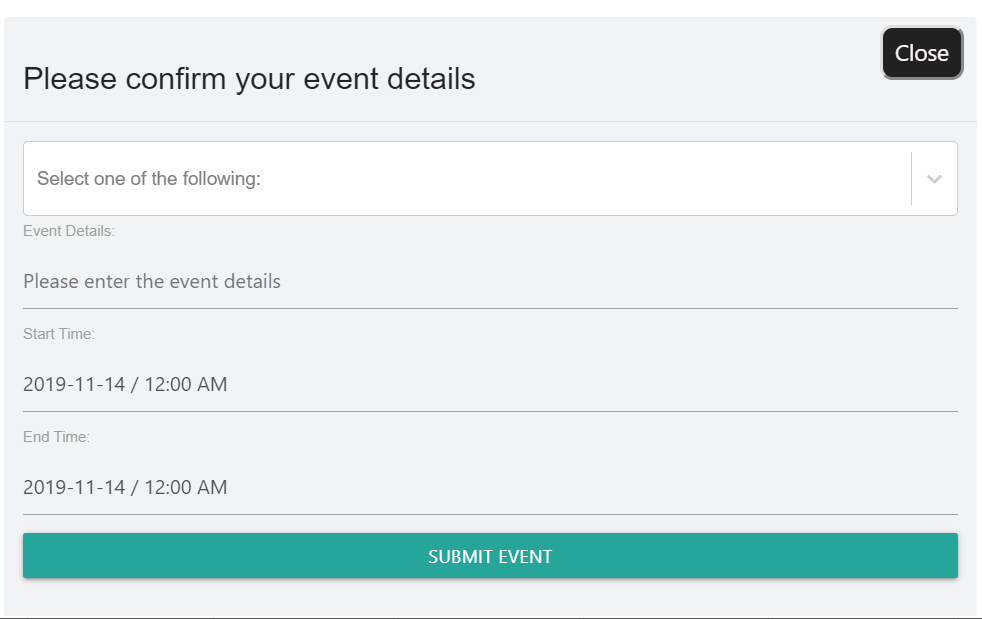 Close
Please confirm your event details
Select one of the following:
Event Details:
Please enter the event details
Start Time:
2019-11-14 / 12:00 AM
End Time:
2019-11-14 / 12:00 AM
SUBMIT EVENT